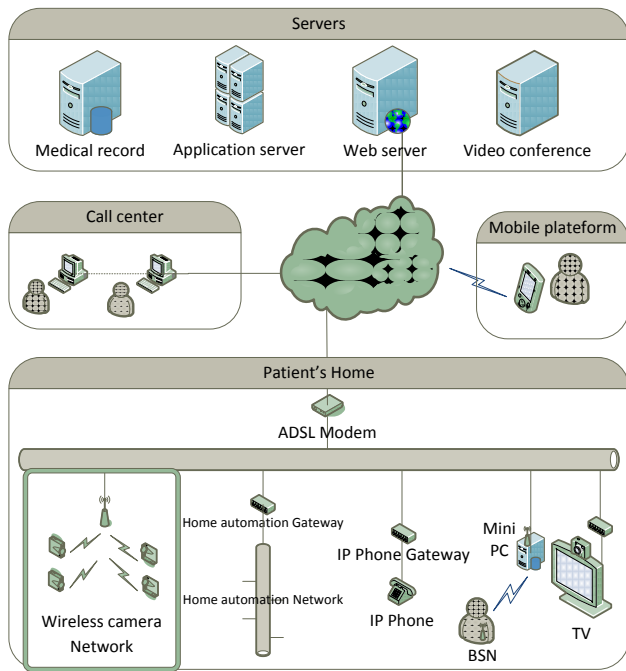 Servers
Medical record
Application server
Web server
Video conference
Call center
Mobile plateform
Patient's Home
ADSL Modem
Home automation Gateway
IP Phone Gateway
Mini
PC
Home automation Network
IP Phone
Wireless camera
Network
BSN
TV